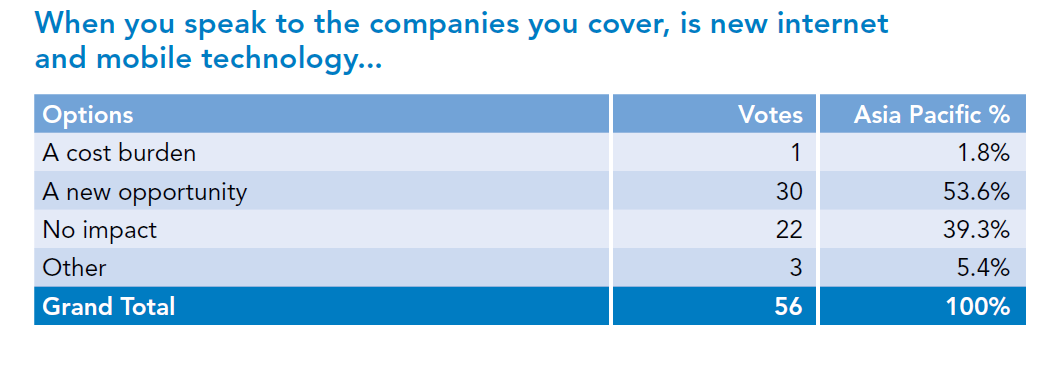 When you speak to the companies you cover, is new internet
and mobile technology...
Options Votes Asia Pacific %
A cost burden 1 1.8%
A new opportunity 30 53.6%
No impact 22 39.3%
Other 3 5.4%
Grand Total 56 100%